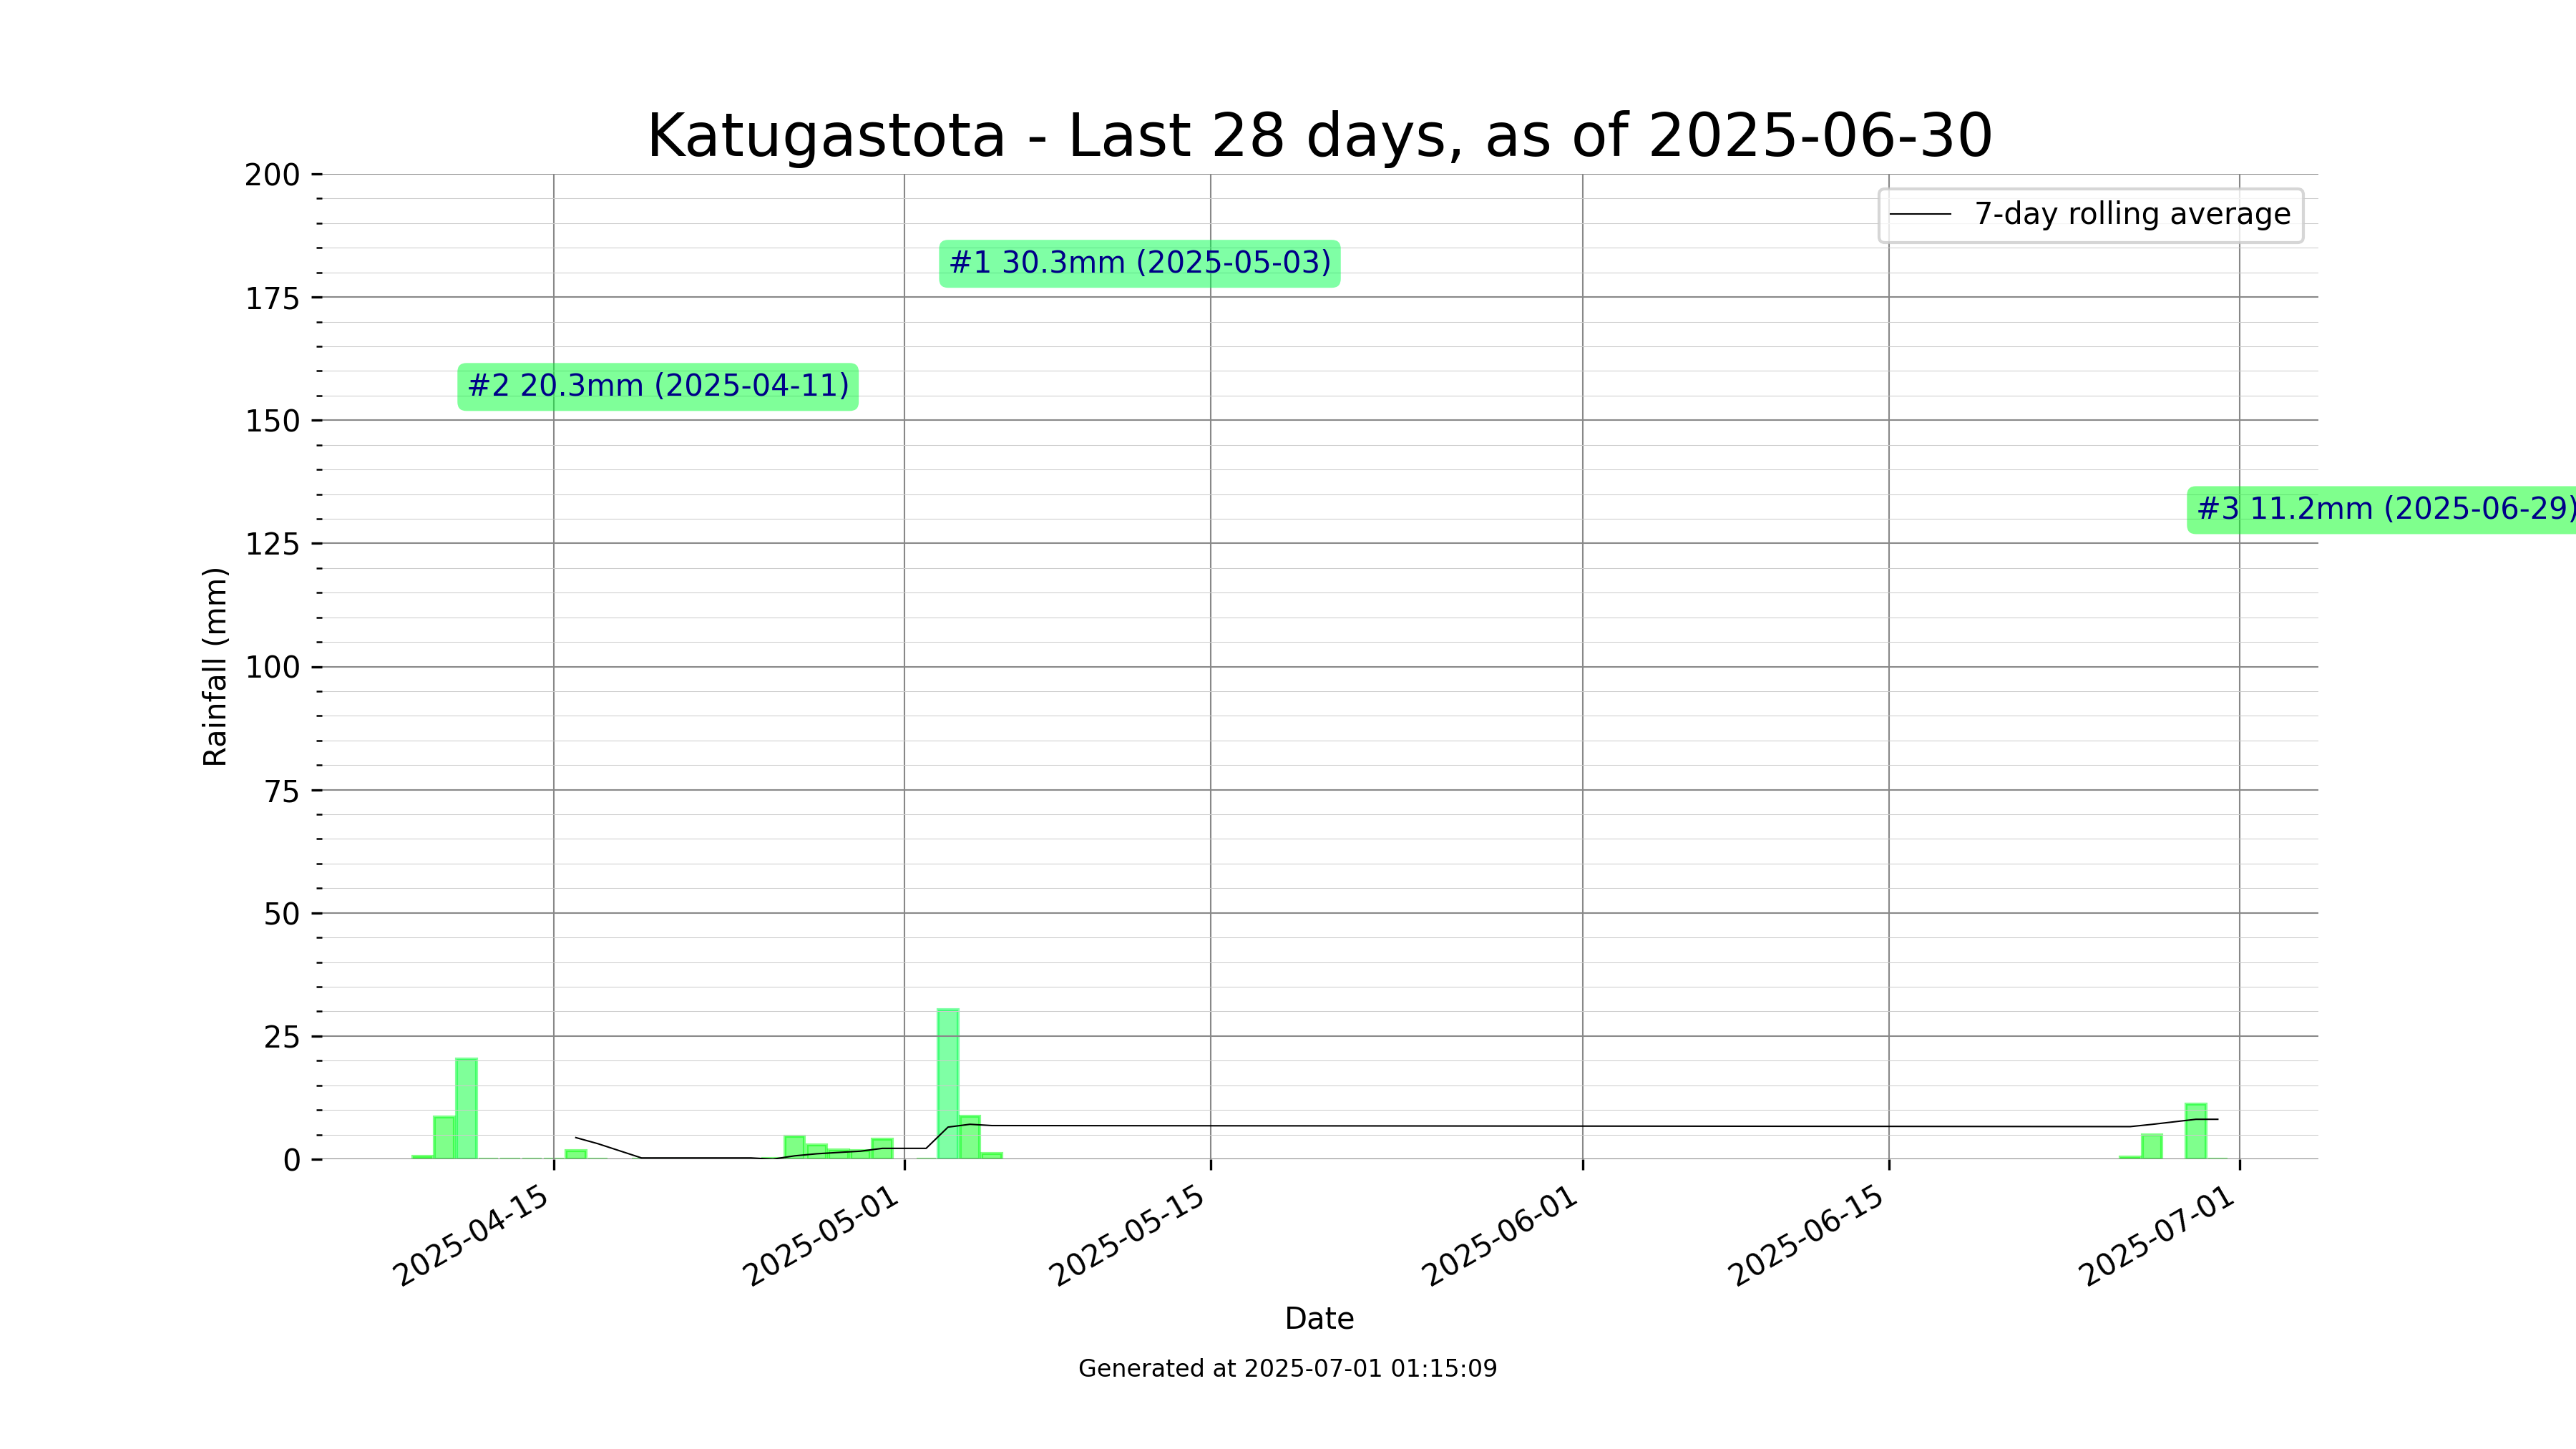 Katugastota - Last 28 days, as of 2025-06-30
200
7-day rolling average
#1 30.3mm (2025-05-03)
175
#2 20.3mm (2025-04-11)
150
#3 11.2mm (2025-06-29)
125
100
75
50
25
0
Rainfall (mm)
2025-04-15
2025-05-01
2025-05-15
2025-06-01
2025-06-15
2025-07-01
Date
Generated at 2025-07-01 01:15:09